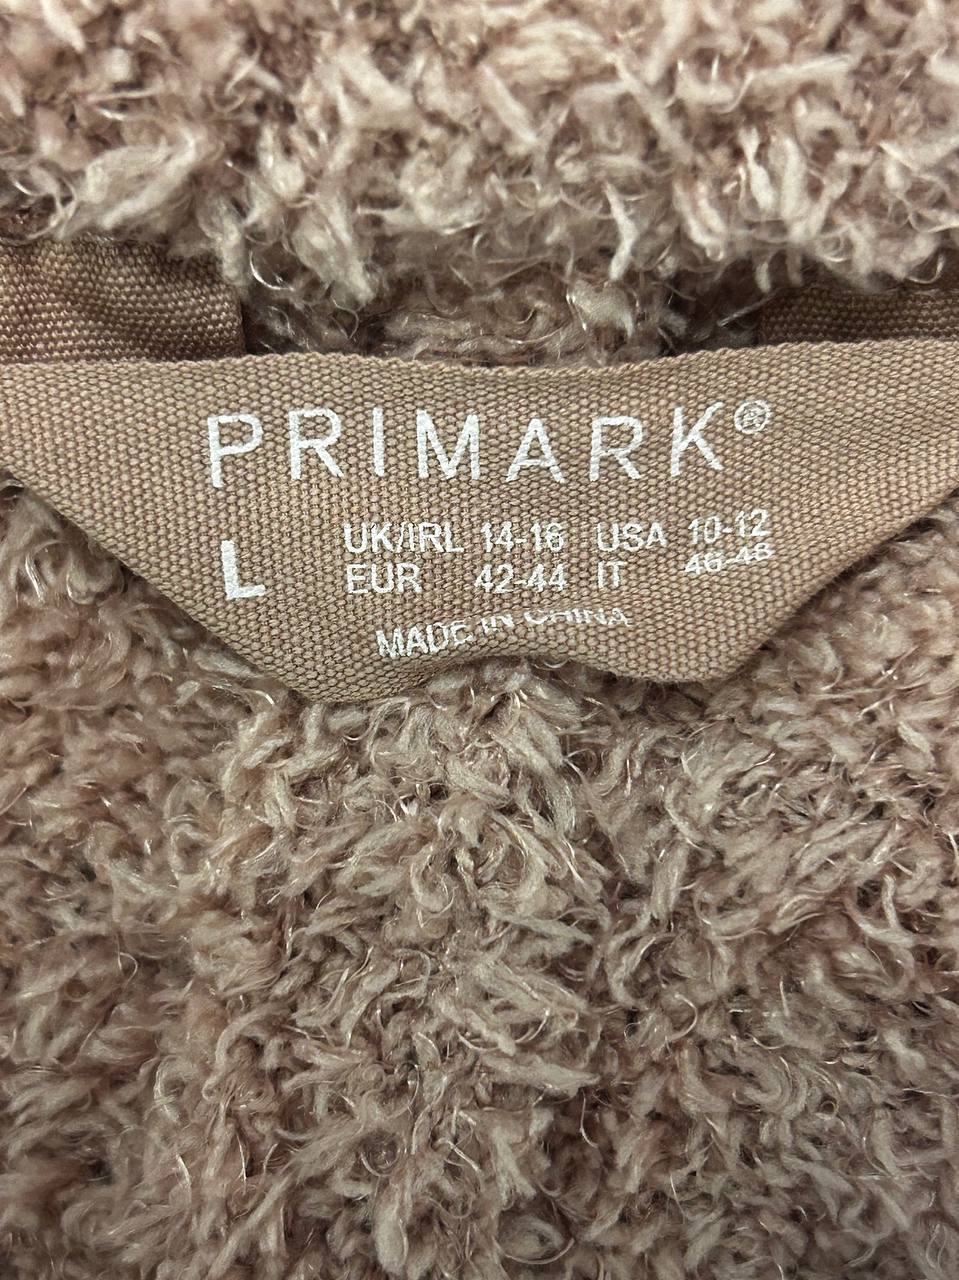 PRIMARK®
L UK/IRL 14-16 USA 10-12
EUR 42-44 IT 46-48
MADE IN CHINA